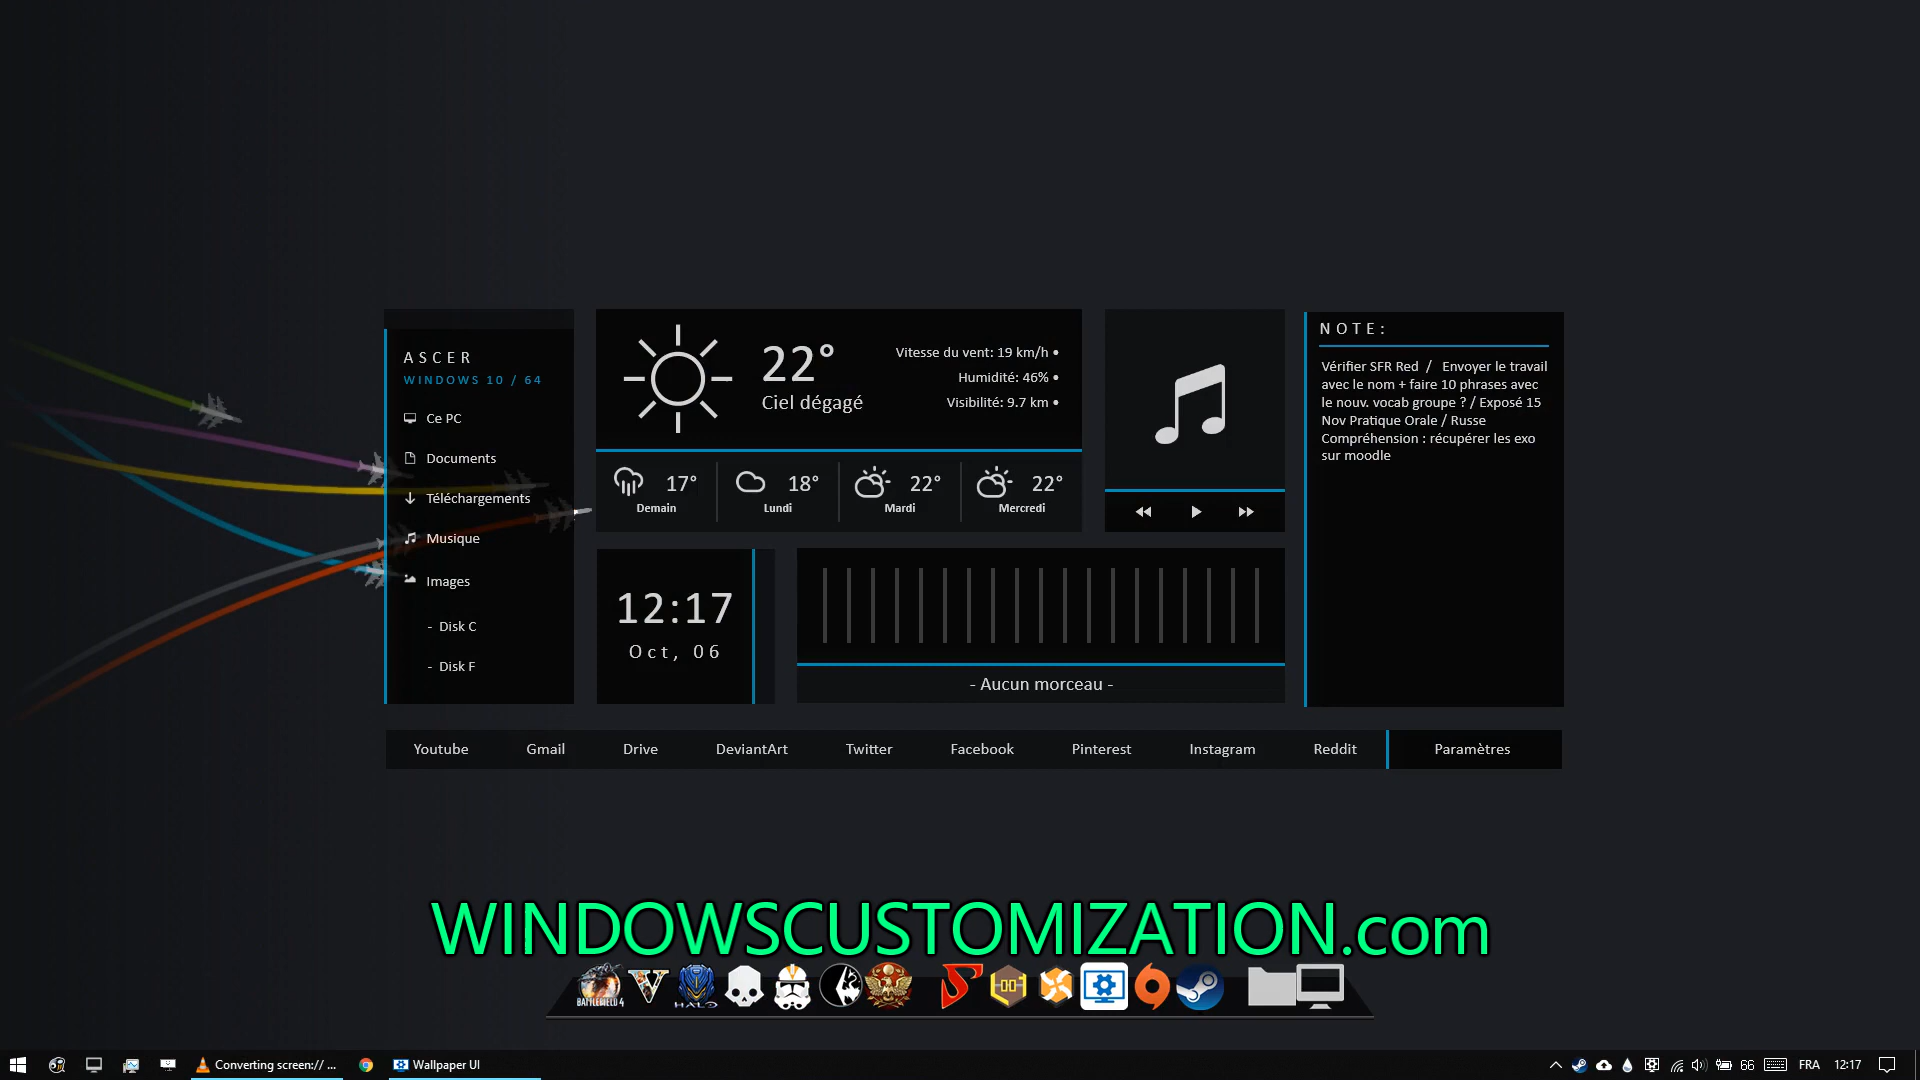 ASCER
WINDOWS 10 / 64
Ce PC
Documents
Téléchargements
Musique
Images
- Disk C
- Disk F
22°
Ciel dégagé
Vitesse du vent: 19 km/h •
Humidité: 46% •
Visibilité: 9.7 km •
17°
Demain
18°
Lundi
22°
Mardi
22°
Mercredi
12:17
Oct, 06
- Aucun morceau -
NOTE:
Vérifier SFR Red / Envoyer le travail
avec le nom + faire 10 phrases avec
le nouv. vocab groupe ? / Exposé 15
Nov Pratique Orale / Russe
Compréhension : récupérer les exo
sur moodle
Youtube Gmail Drive DeviantArt Twitter Facebook Pinterest Instagram Reddit Paramètres
WINDOWSCUSTOMIZATION.com
BATTLEFIELD 4
V
HALO
Converting screen:// ...
Wallpaper UI
66
FRA
12:17